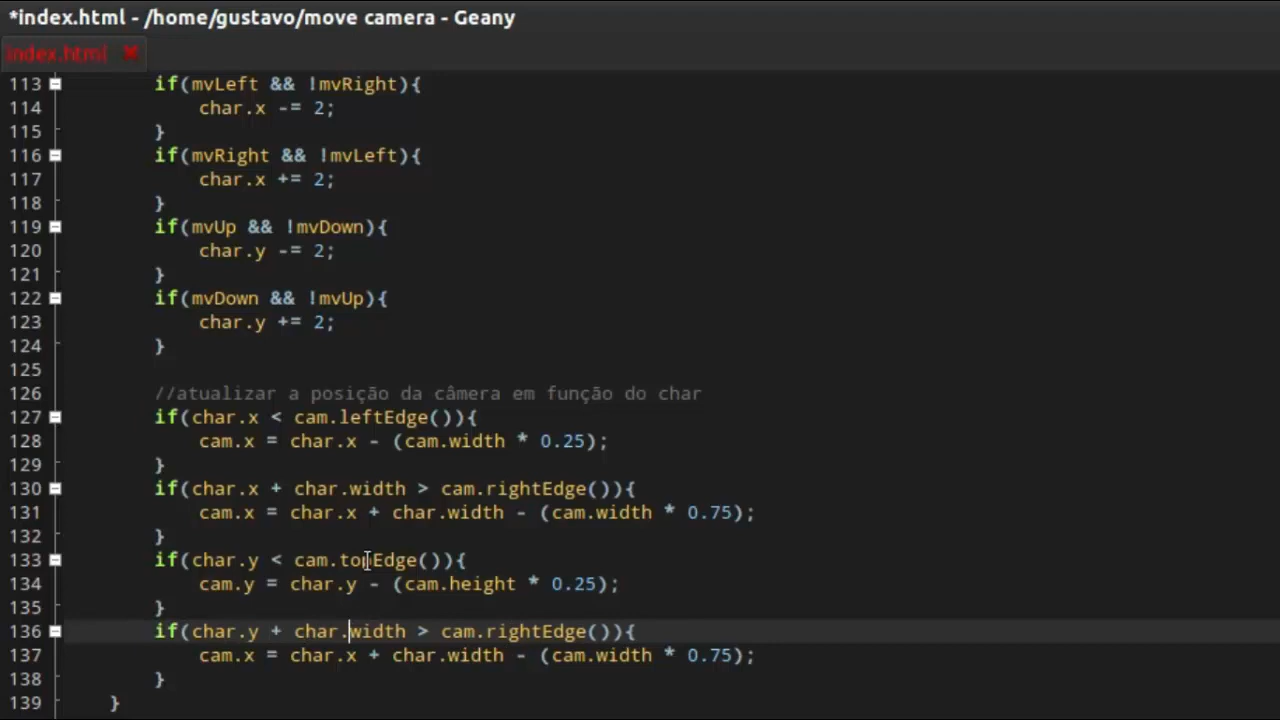 *index.html - /home/gustavo/move camera - Geany
index.html
113 if(mvLeft && !mvRight){
114 char.x -= 2;
115 }
116 if(mvRight && !mvLeft){
117 char.x += 2;
118 }
119 if(mvUp && !mvDown){
120 char.y -= 2;
121 }
122 if(mvDown && !mvUp){
123 char.y += 2;
124 }
125
126 //atualizar a posição da câmera em função do char
127 if(char.x < cam.leftEdge()){
128 cam.x = char.x - (cam.width * 0.25);
129 }
130 if(char.x + char.width > cam.rightEdge()){
131 cam.x = char.x + char.width - (cam.width * 0.75);
132 }
133 if(char.y < cam.topEdge()){
134 cam.y = char.y - (cam.height * 0.25);
135 }
136 if(char.y + char.width > cam.rightEdge()){
137 cam.x = char.x + char.width - (cam.width * 0.75);
138 }
139 }